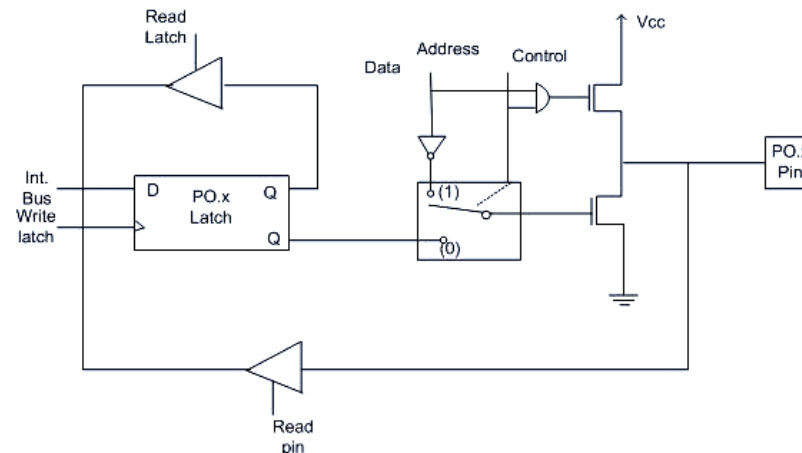 Read
Latch
Address
Control
Vcc
Data
Int.
Bus
Write
latch
D
PO.x
Latch
Q
Q
(1)
(0)
PO.
Pin
Read
pin